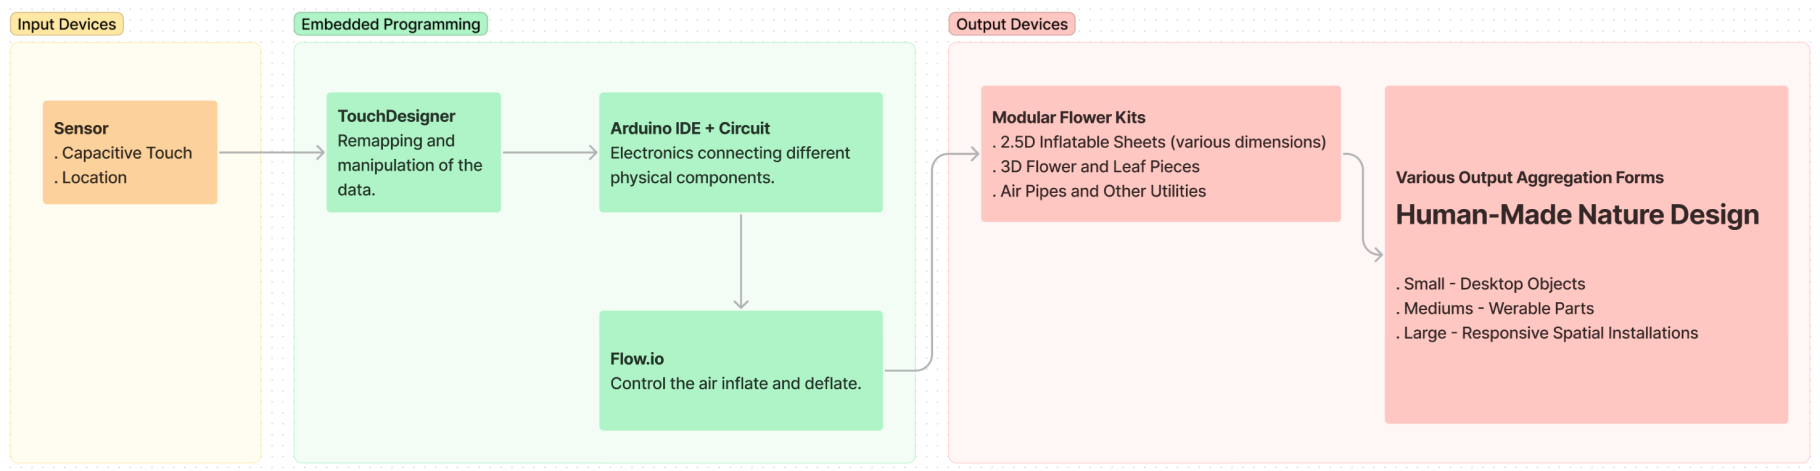 Input Devices
Embedded Programming
Output Devices
Sensor
. Capacitive Touch
. Location
TouchDesigner
Remapping and
manipulation of the
data.
Arduino IDE + Circuit
Electronics connecting different
physical components.
Flow.io
Control the air inflate and deflate.
Modular Flower Kits
. 2.5D Inflatable Sheets (various dimensions)
. 3D Flower and Leaf Pieces
. Air Pipes and Other Utilities
Various Output Aggregation Forms
Human-Made Nature Design
. Small - Desktop Objects
. Mediums - Werable Parts
. Large - Responsive Spatial Installations